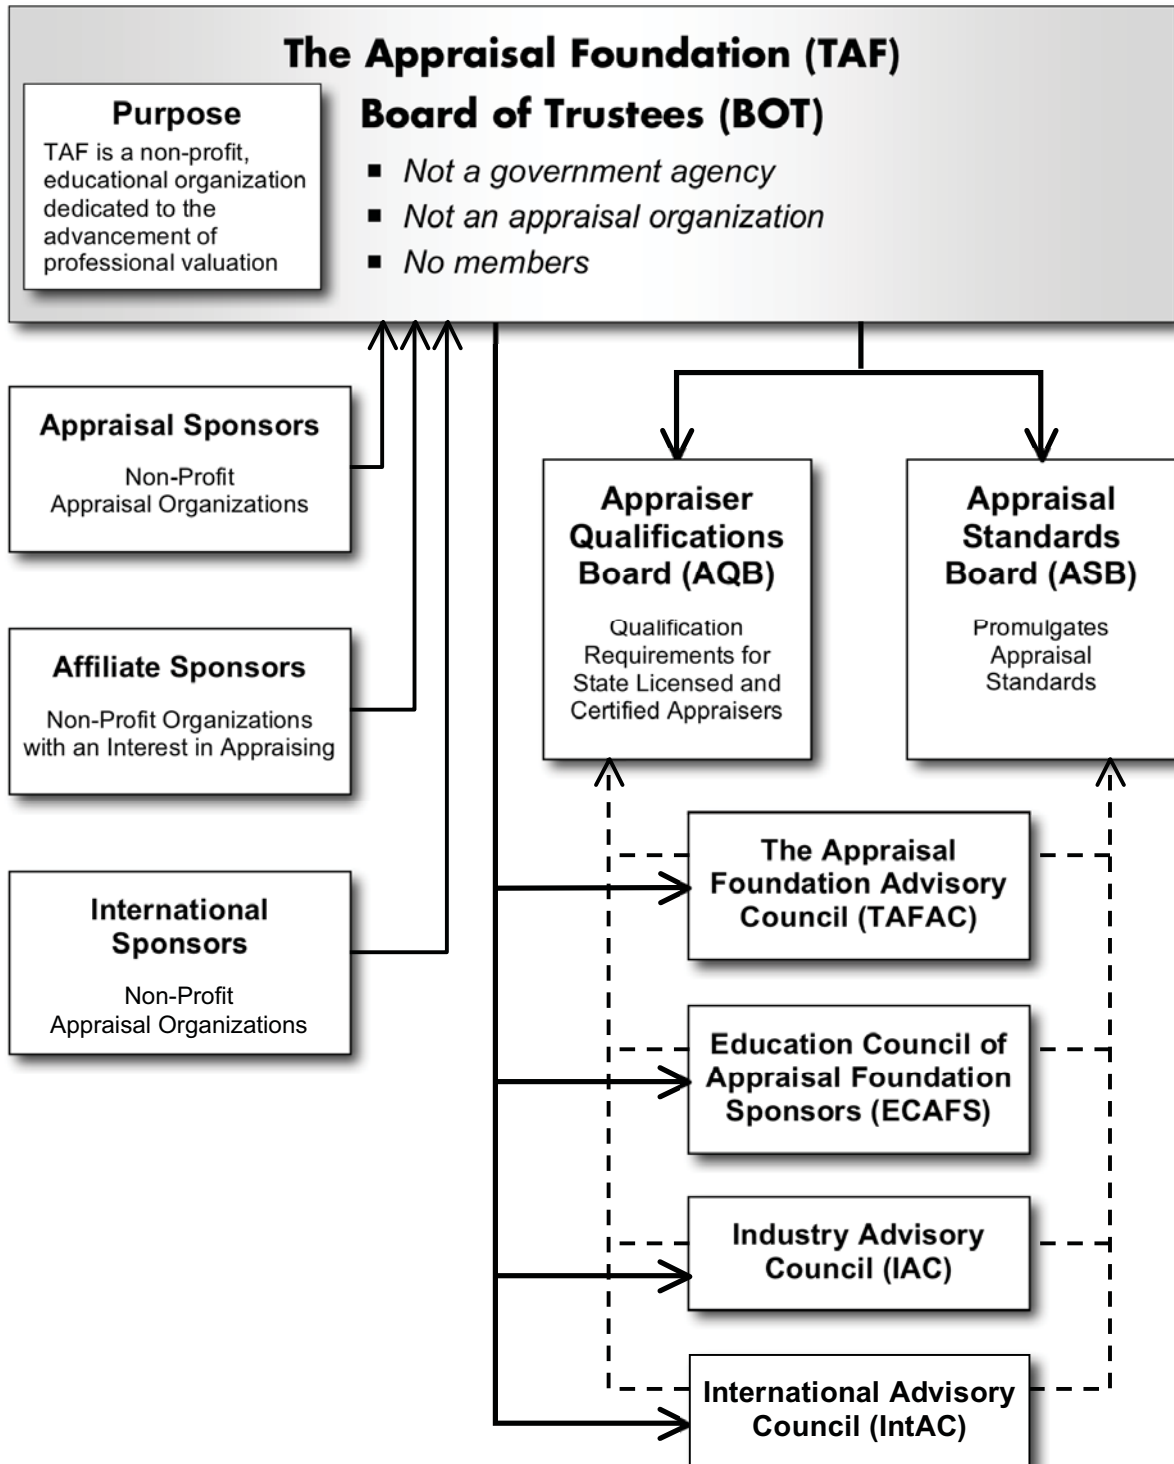 The Appraisal Foundation (TAF)
Board of Trustees (BOT)
▪ Not a government agency
▪ Not an appraisal organization
▪ No members
Purpose
TAF is a non-profit,
educational organization
dedicated to the
advancement of
professional valuation
Appraisal Sponsors
Non-Profit
Appraisal Organizations
Affiliate Sponsors
Non-Profit Organizations
with an Interest in Appraising
International
Sponsors
Non-Profit
Appraisal Organizations
Appraiser
Qualifications
Board (AQB)
Qualification
Requirements for
State Licensed and
Certified Appraisers
Appraisal
Standards
Board (ASB)
Promulgates
Appraisal
Standards
The Appraisal
Foundation Advisory
Council (TAFAC)
Education Council of
Appraisal Foundation
Sponsors (ECAFS)
Industry Advisory
Council (IAC)
International Advisory
Council (IntAC)